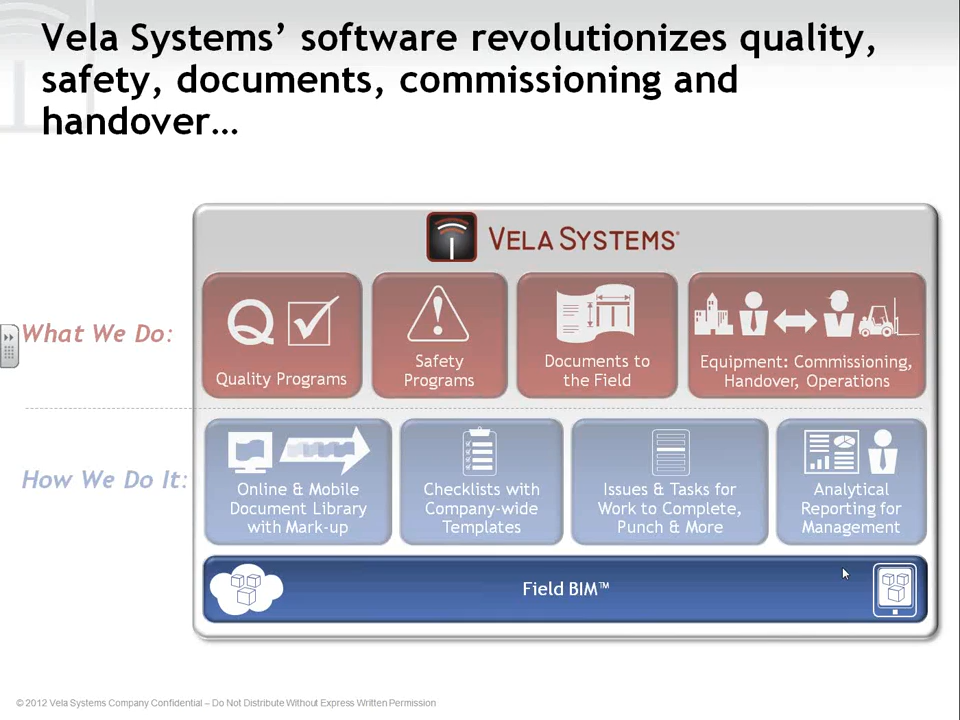 Vela Systems’ software revolutionizes quality,
safety, documents, commissioning and
handover…
VELA SYSTEMS®
What We Do:
Q
Quality Programs
Safety
Programs
Documents to
the Field
Equipment: Commissioning,
Handover, Operations
How We Do It:
Online & Mobile
Document Library
with Mark-up
Checklists with
Company-wide
Templates
Issues & Tasks for
Work to Complete,
Punch & More
Analytical
Reporting for
Management
Field BIM™
© 2012 Vela Systems Company Confidential – Do Not Distribute Without Express Written Permission